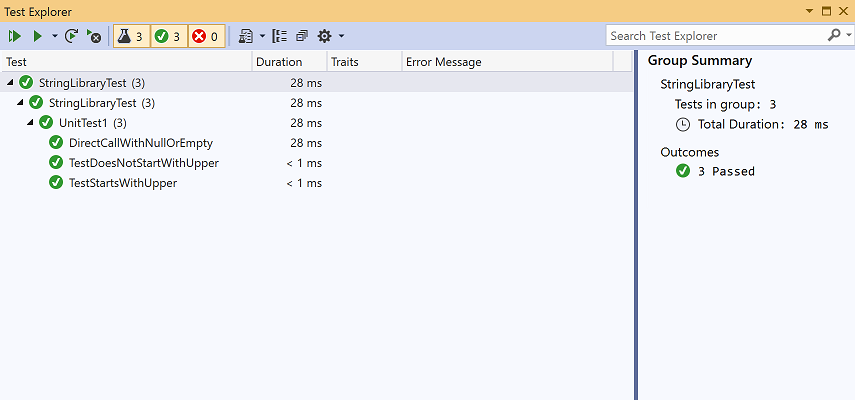 Test Explorer
3 3 0
Search Test Explorer
Test Duration Traits Error Message
StringLibraryTest (3) 28 ms
StringLibraryTest (3) 28 ms
UnitTest1 (3) 28 ms
DirectCallWithNullOrEmpty 28 ms
TestDoesNotStartWithUpper < 1 ms
TestStartsWithUpper < 1 ms
Group Summary
StringLibraryTest
Tests in group: 3
Total Duration: 28 ms
Outcomes
3 Passed